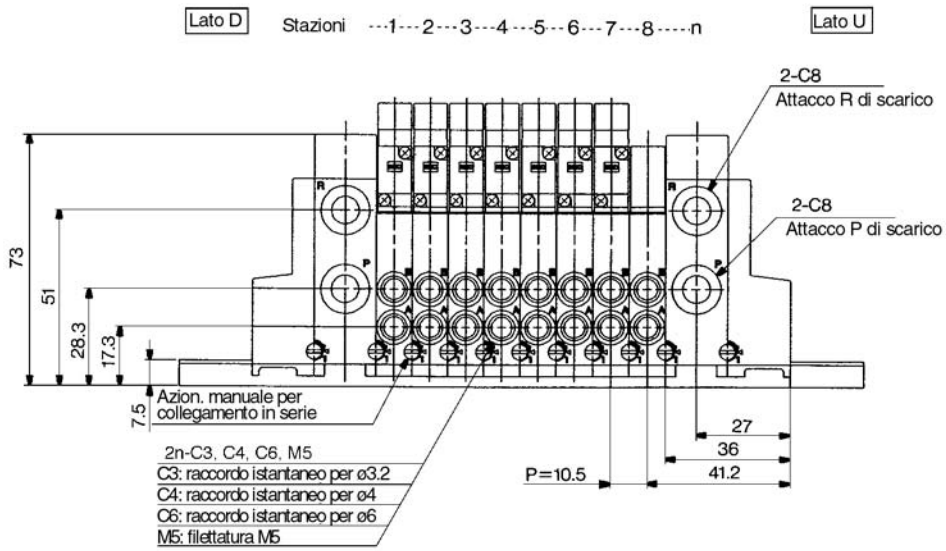 Lato D
Stazioni ---1---2---3----4----5----6----7----8----n
Lato U
2-C8
Attacco R di scarico
2-C8
Attacco P di scarico
R
R
P
P
B B B B B B B B
A A A A A A A A
73
51
28.3
17.3
7.5
Azion. manuale per
collegamento in serie
2n-C3, C4, C6, M5
C3: raccordo istantaneo per ø3.2
C4: raccordo istantaneo per ø4
C6: raccordo istantaneo per ø6
M5: filettatura M5
27
36
P=10.5
41.2